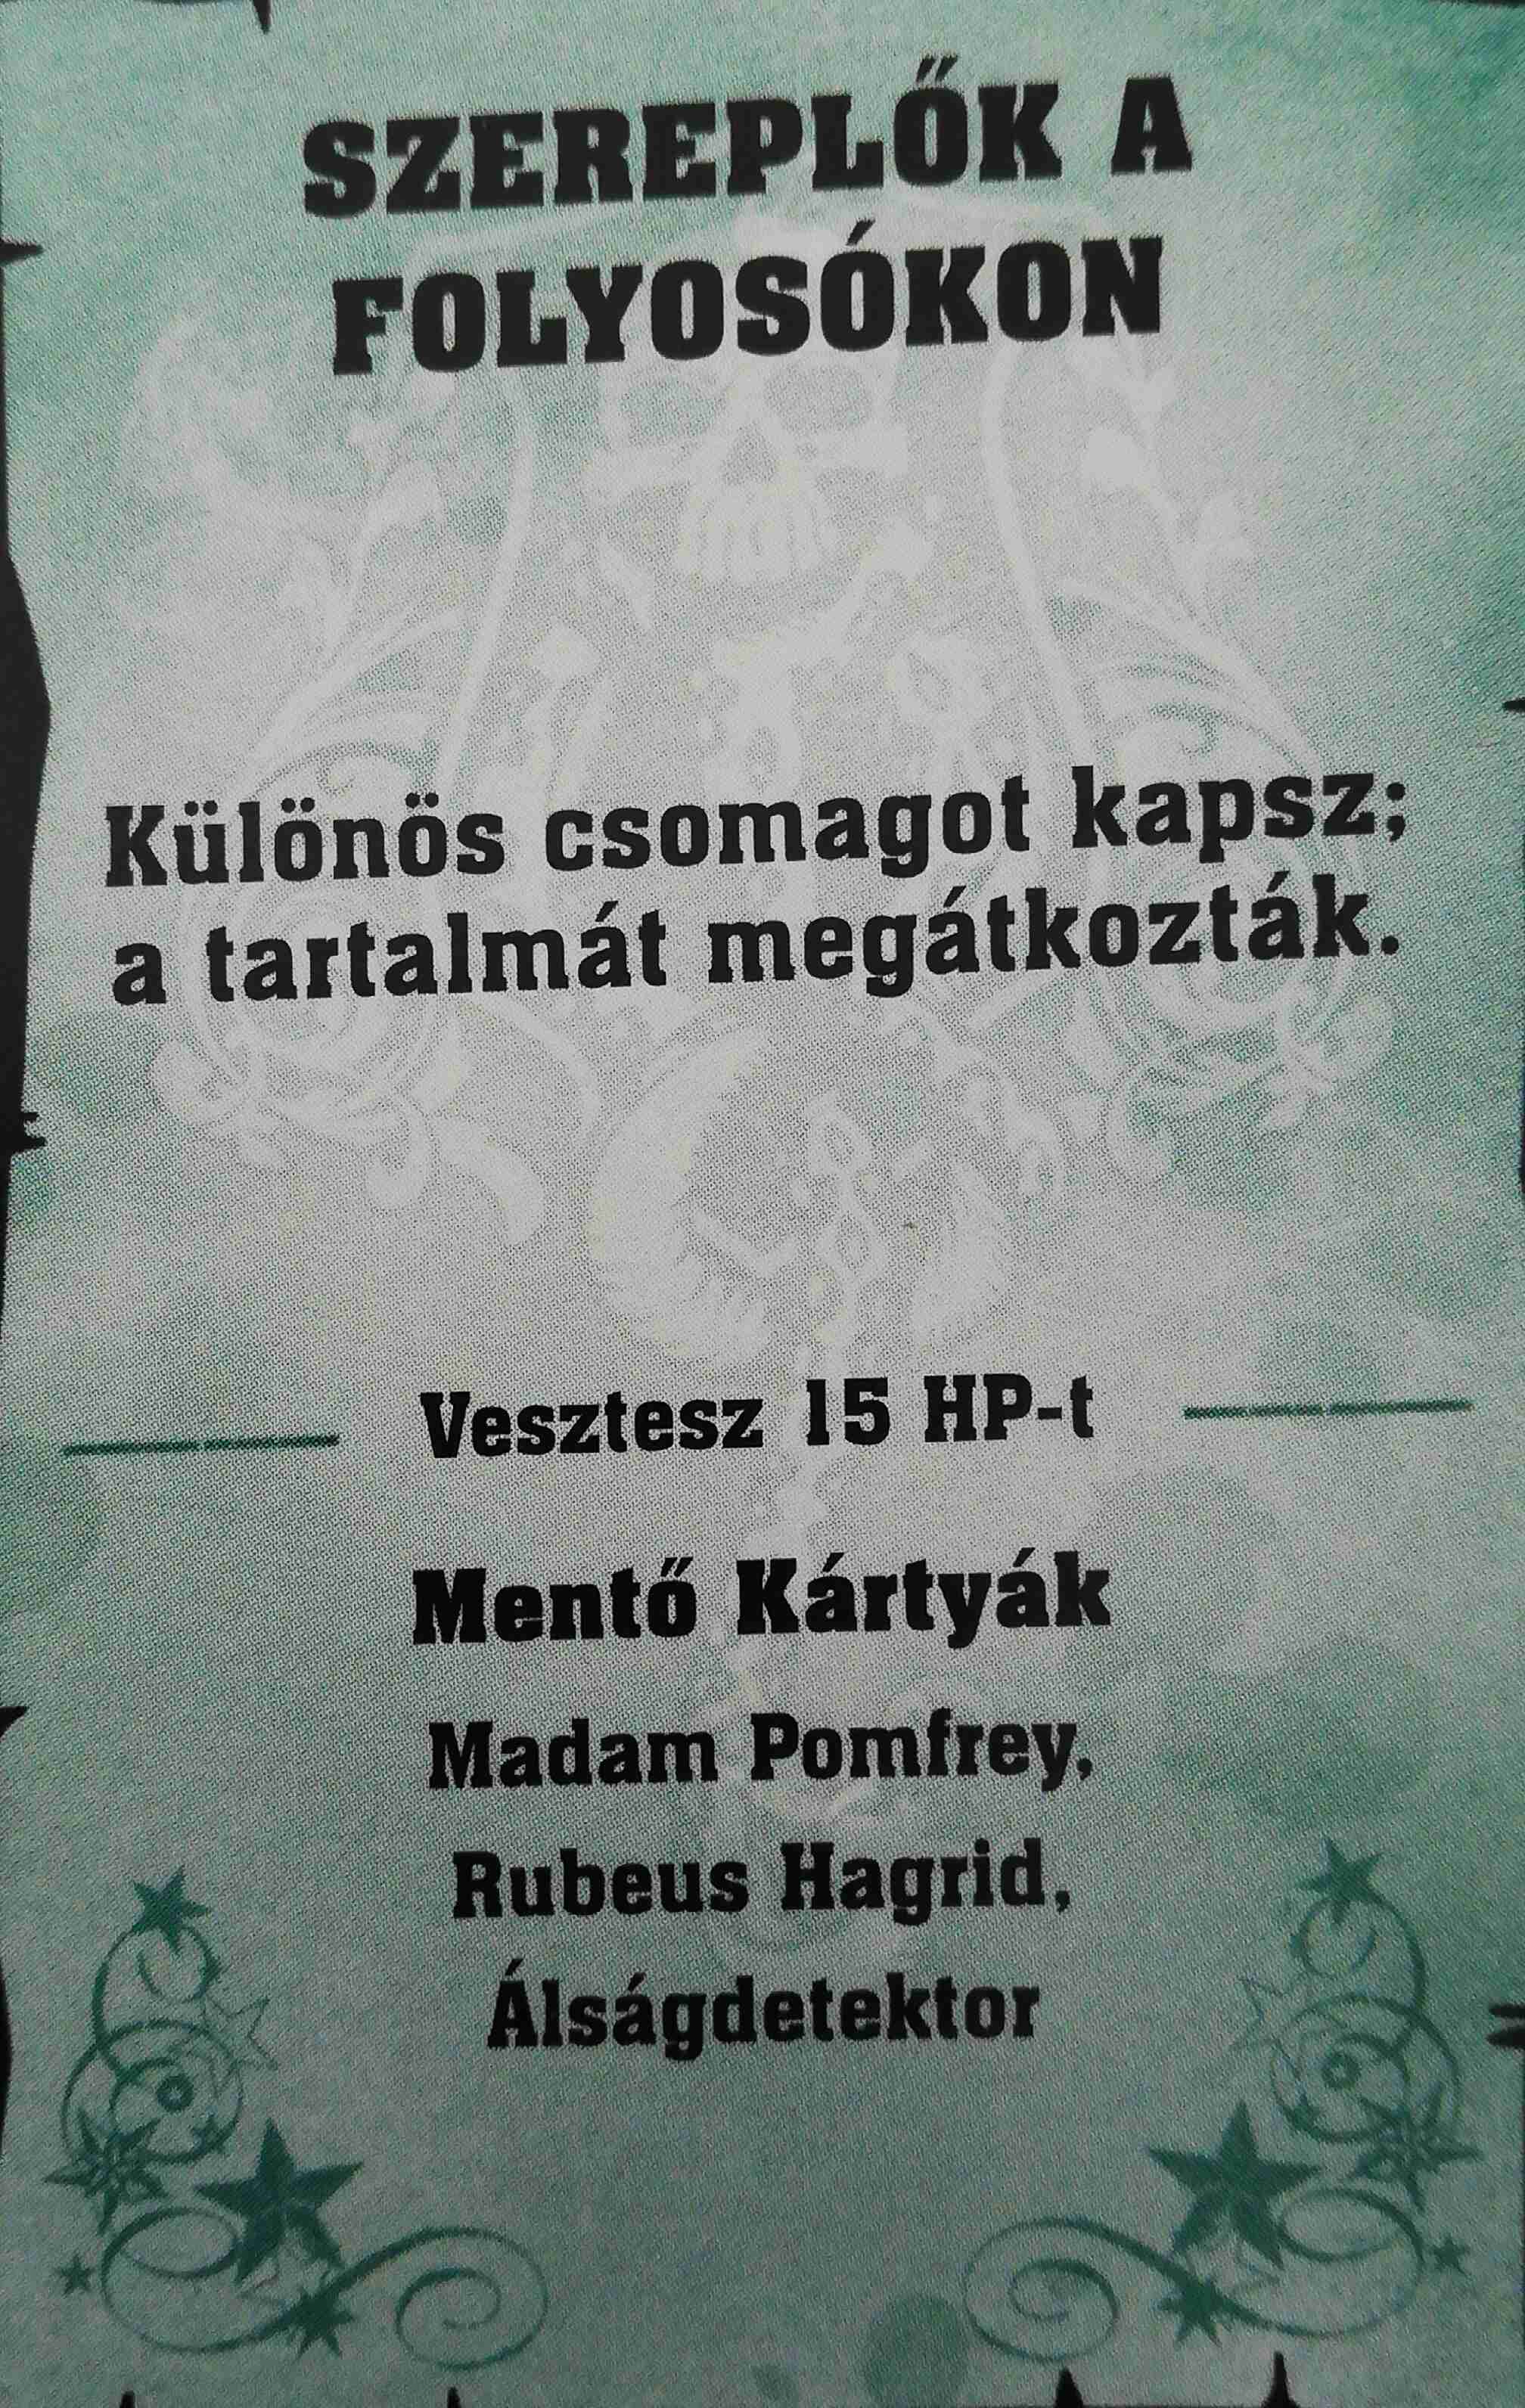 SZEREPLŐK A
FOLYOSÓKON
Különös csomagot kapsz;
a tartalmát megátkozták.
Vesztesz 15 HP-t
Mentő Kártyák
Madam Pomfrey,
Rubeus Hagrid,
Álságdetektor